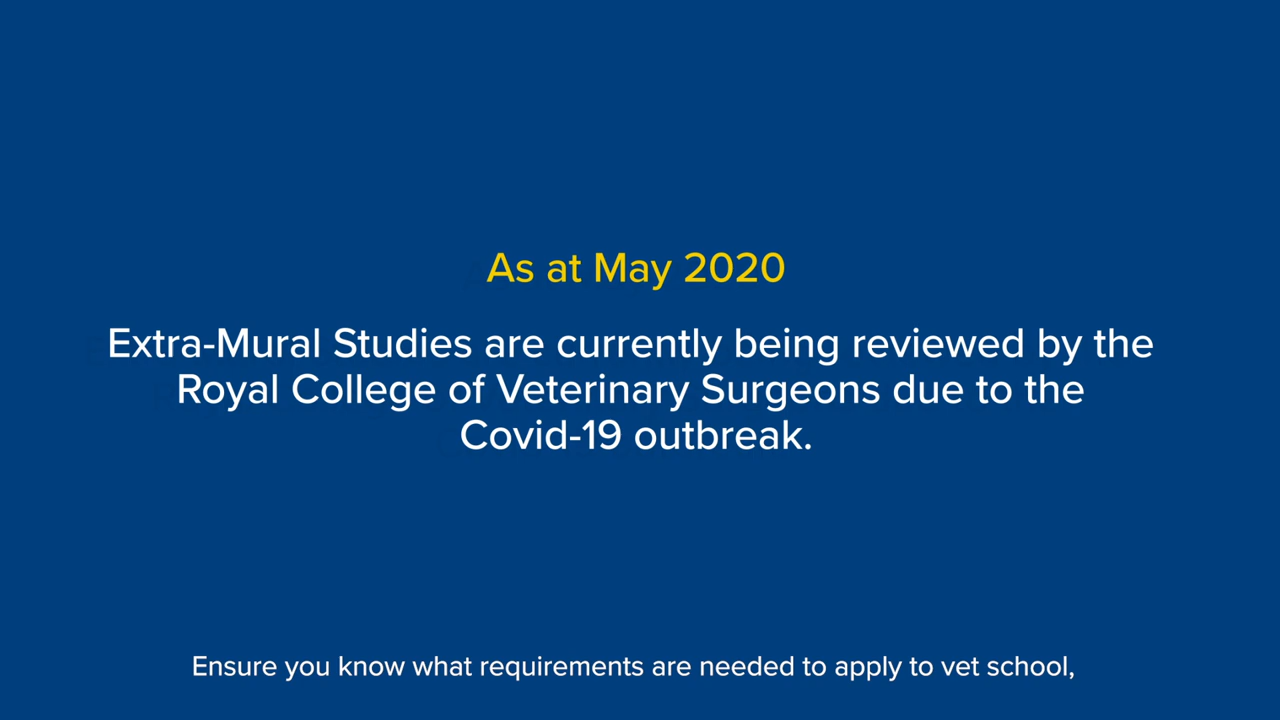 As at May 2020
Extra-Mural Studies are currently being reviewed by the
Royal College of Veterinary Surgeons due to the
Covid-19 outbreak.
Ensure you know what requirements are needed to apply to vet school,